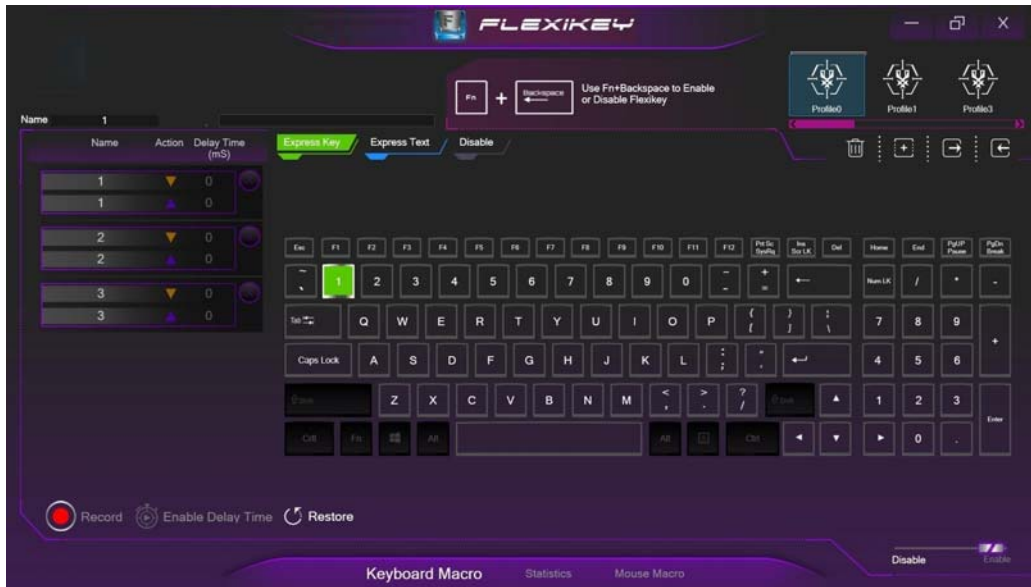 FLEXIKEY
Fn + Backspace Use Fn+Backspace to Enable
or Disable Flexikey
Profile0 Profile1 Profile3
Name 1
Name Action Delay Time
(mS)
Express Key Express Text Disable
1 0
1 0
2 0
2 0
3 0
3 0
Esc F1 F2 F3 F4 F5 F6 F7 F8 F9 F10 F11 F12 Prt Sc Ins Del Home End PgUP PgDn
SysRq Scr LK Pause Break
~ 1 2 3 4 5 6 7 8 9 0 - + ← Num LK / * -
` _ =
Tab Q W E R T Y U I O P { } | 7 8 9 +
[ ] \
Caps Lock A S D F G H J K L : " 4 5 6
; '
Shift Z X C V B N M < > ? Shift 1 2 3 Enter
, . /
Ctrl Fn Alt Alt Ctrl 0 .
Record Enable Delay Time Restore
Disable Enable
Keyboard Macro Statistics Mouse Macro